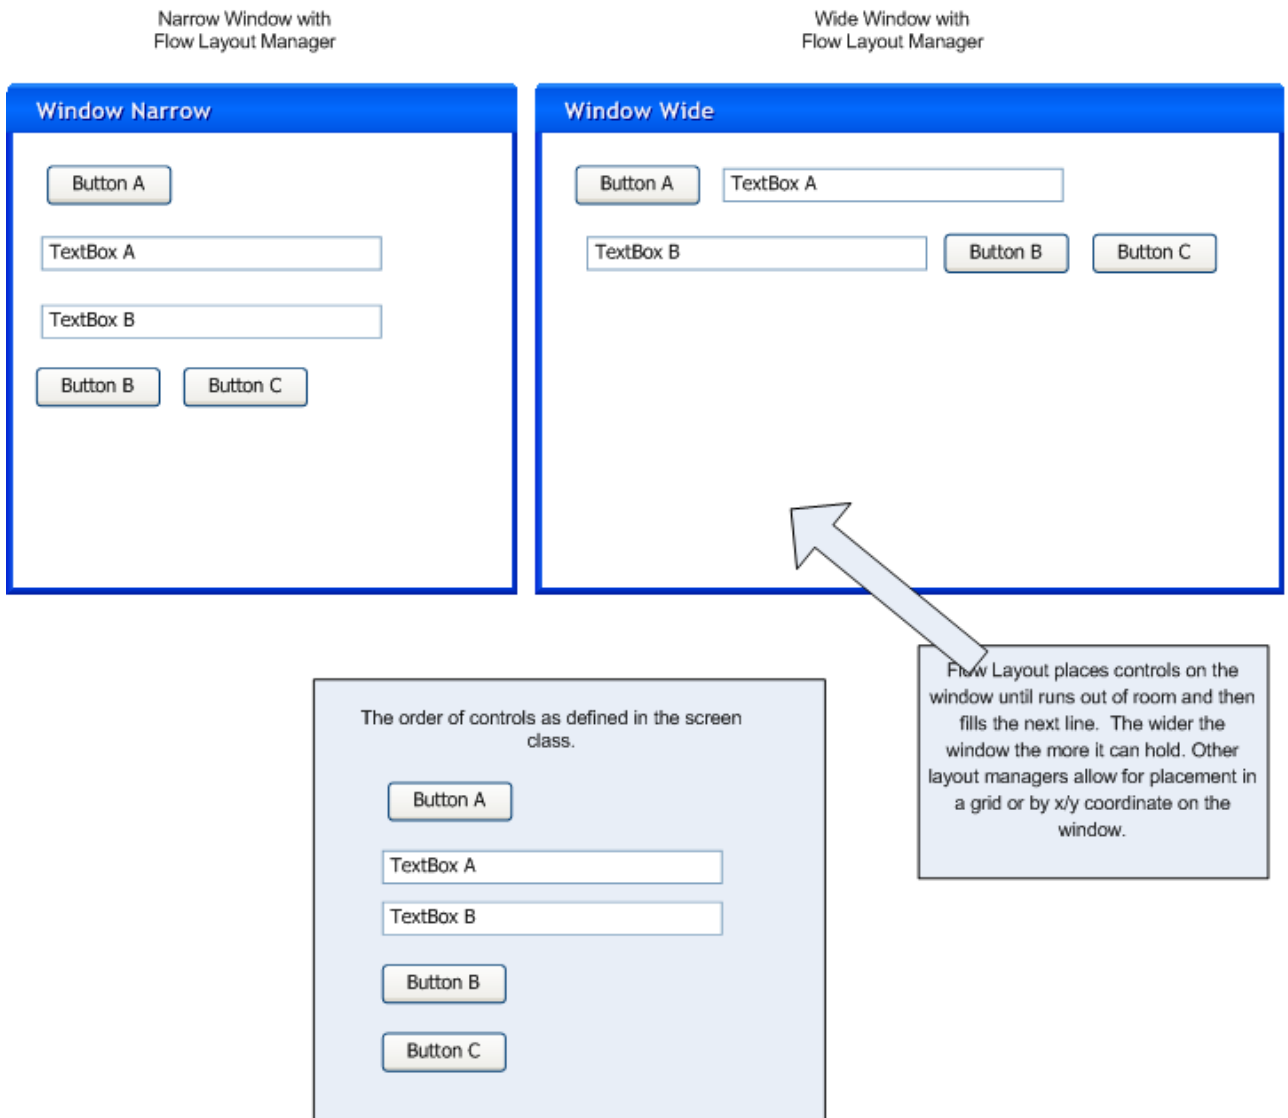 Narrow Window with
Flow Layout Manager
Wide Window with
Flow Layout Manager
Window Narrow
Button A
TextBox A
TextBox B
Button B
Button C
Window Wide
Button A
TextBox A
TextBox B
Button B
Button C
Flow Layout places controls on the
window until runs out of room and then
fills the next line. The wider the
window the more it can hold. Other
layout managers allow for placement in
a grid or by x/y coordinate on the
window.
The order of controls as defined in the screen
class.
Button A
TextBox A
TextBox B
Button B
Button C